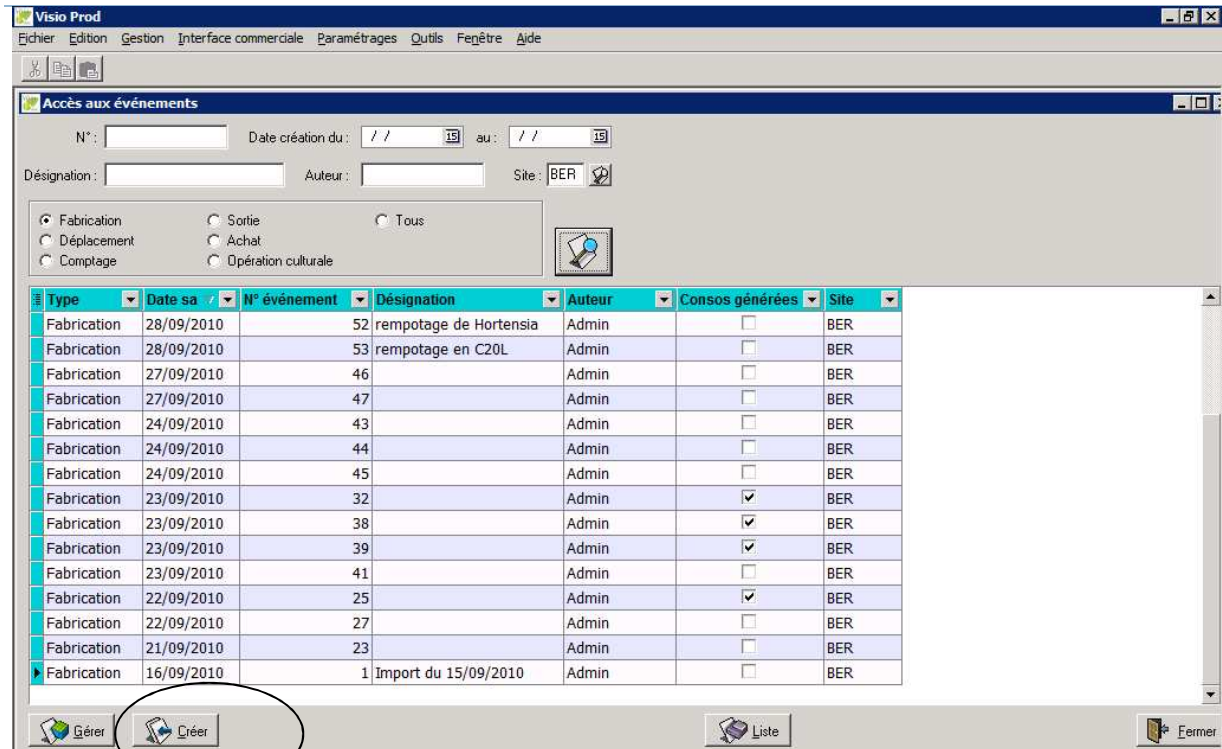 Visio Prod
Fichier Edition Gestion Interface commerciale Paramétrages Outils Fenêtre Aide
Accès aux événements
N° : Date création du : / / 15 au : / / 15
Désignation : Auteur : Site : BER
Fabrication Sortie Tous
Déplacement Achat
Comptage Opération culturale
Type Date sa N° événement Désignation Auteur Consos générées Site
Fabrication 28/09/2010 52 rempotage de Hortensia Admin BER
Fabrication 28/09/2010 53 rempotage en C20L Admin BER
Fabrication 27/09/2010 46 Admin BER
Fabrication 27/09/2010 47 Admin BER
Fabrication 24/09/2010 43 Admin BER
Fabrication 24/09/2010 44 Admin BER
Fabrication 24/09/2010 45 Admin BER
Fabrication 23/09/2010 32 Admin BER
Fabrication 23/09/2010 38 Admin BER
Fabrication 23/09/2010 39 Admin BER
Fabrication 23/09/2010 41 Admin BER
Fabrication 22/09/2010 25 Admin BER
Fabrication 22/09/2010 27 Admin BER
Fabrication 21/09/2010 23 Admin BER
Fabrication 16/09/2010 1 Import du 15/09/2010 Admin BER
Gérer Créer Liste Fermer